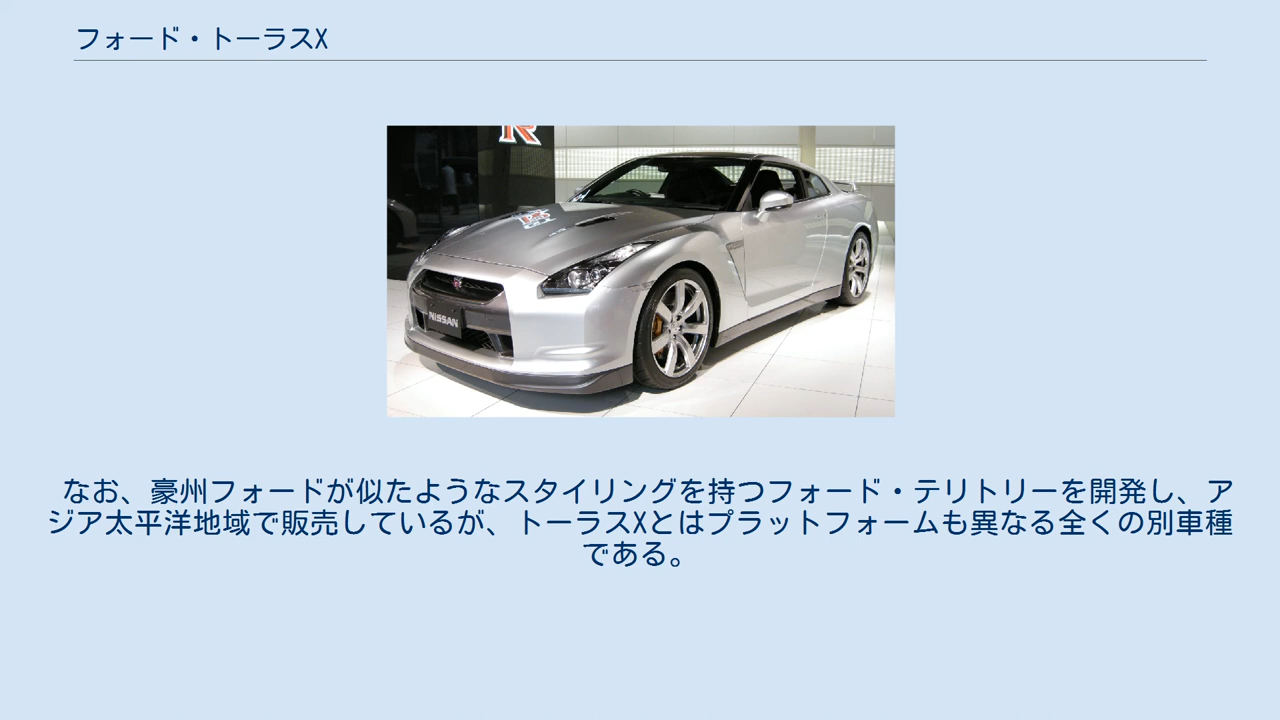 フォード・トーラスX
R
NISSAN
なお、豪州フォードが似たようなスタイリングを持つフォード・テリトリーを開発し、ア
ジア太平洋地域で販売しているが、トーラスXとはプラットフォームも異なる全くの別車種
である。